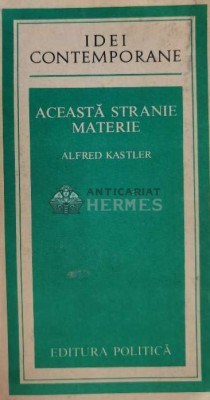 IDEI
CONTEMPORANE
ACEASTĂ STRANIE
MATERIE
ALFRED KASTLER
ANTICARIAT
HERMES
EDITURA POLITICĂ